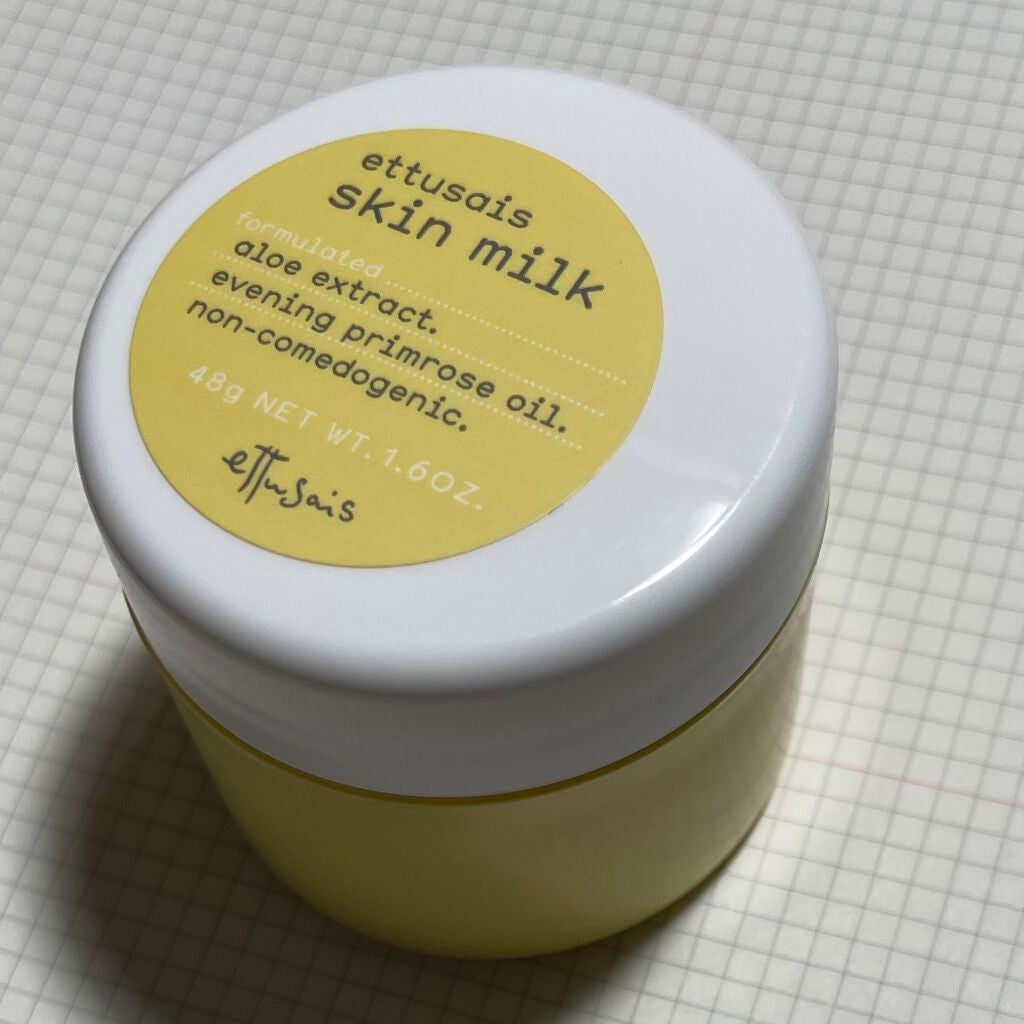 ettusais
skin milk
formulated
aloe extract.
evening primrose oil.
non-comedogenic.
48g NET WT. 1.6OZ.
ettusais